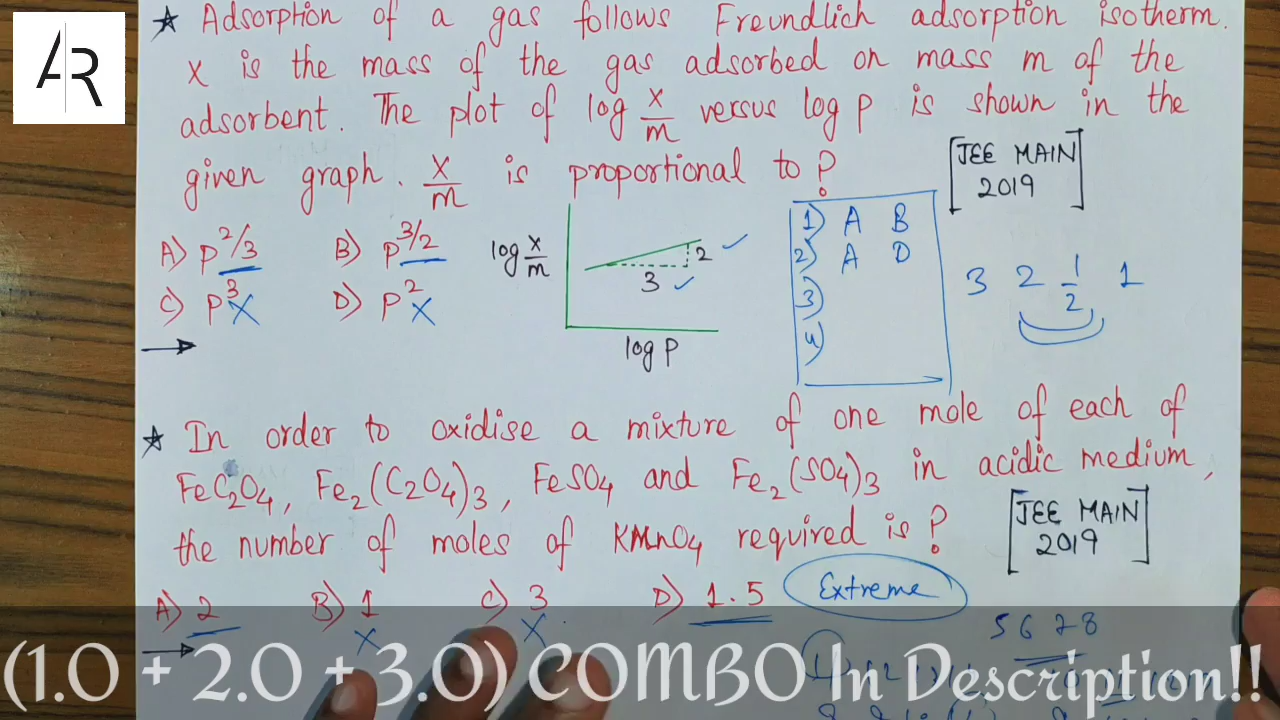 AR
☆ Adsorption of a gas follows Freundlich adsorption isotherm.
x is the mass of the gas adsorbed on mass m of the
adsorbent. The plot of log x/m versus log p is shown in the
given graph. x/m is proportional to ?
[JEE MAIN 2019]
A) p^2/3 B) p^3/2
C) p^3 X D) p^2 X
log x/m
2
3
log P
1) A B
2) A D
3)
4)
3 2 1/2 1
☆ In order to oxidise a mixture of one mole of each of
FeC2O4, Fe2(C2O4)3, FeSO4 and Fe2(SO4)3 in acidic medium,
the number of moles of KMnO4 required is ?
[JEE MAIN 2019]
A) 2 B) 1 C) 3 D) 1.5
X X
Extreme
5 6 7 8
(1.0 + 2.0 + 3.0) COMBO In Description!!